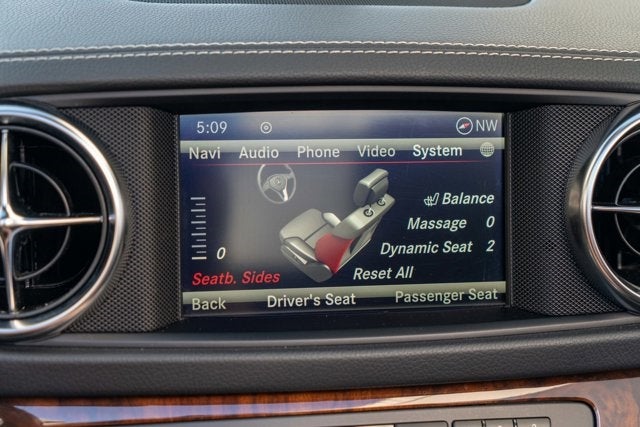 5:09 NW
Navi Audio Phone Video System
Balance
Massage 0
Dynamic Seat 2
0
Seatb. Sides Reset All
Back Driver's Seat Passenger Seat